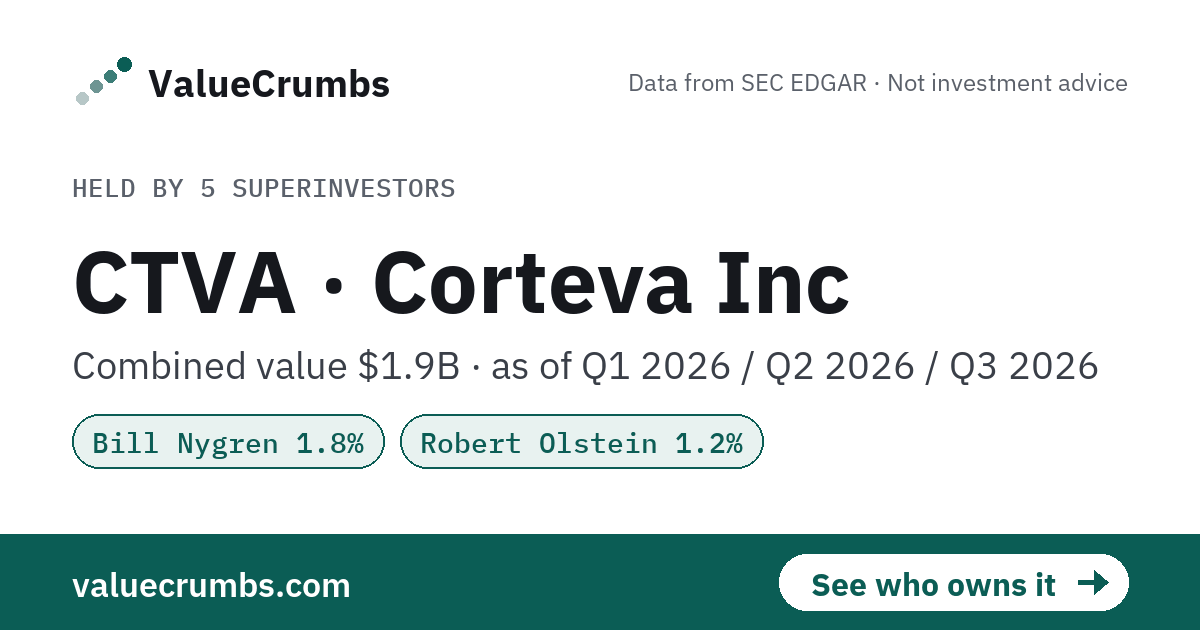 ValueCrumbs
Data from SEC EDGAR · Not investment advice
HELD BY 5 SUPERINVESTORS
CTVA · Corteva Inc
Combined value $1.9B · as of Q1 2026 / Q2 2026 / Q3 2026
Bill Nygren 1.8%
Robert Olstein 1.2%
valuecrumbs.com
See who owns it →